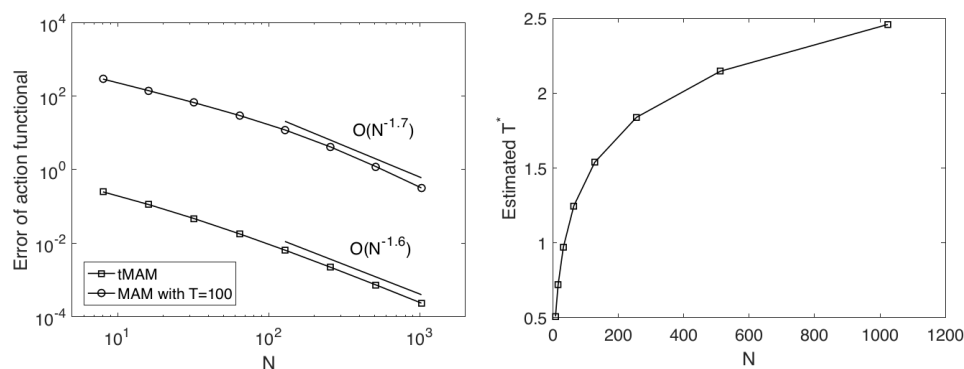 10^4
10^2
10^0
10^-2
10^-4
Error of action functional
O(N^-1.7)
O(N^-1.6)
tMAM
MAM with T=100
10^1
10^2
10^3
N
2.5
2
1.5
1
0.5
Estimated T^*
0
200
400
600
800
1000
1200
N